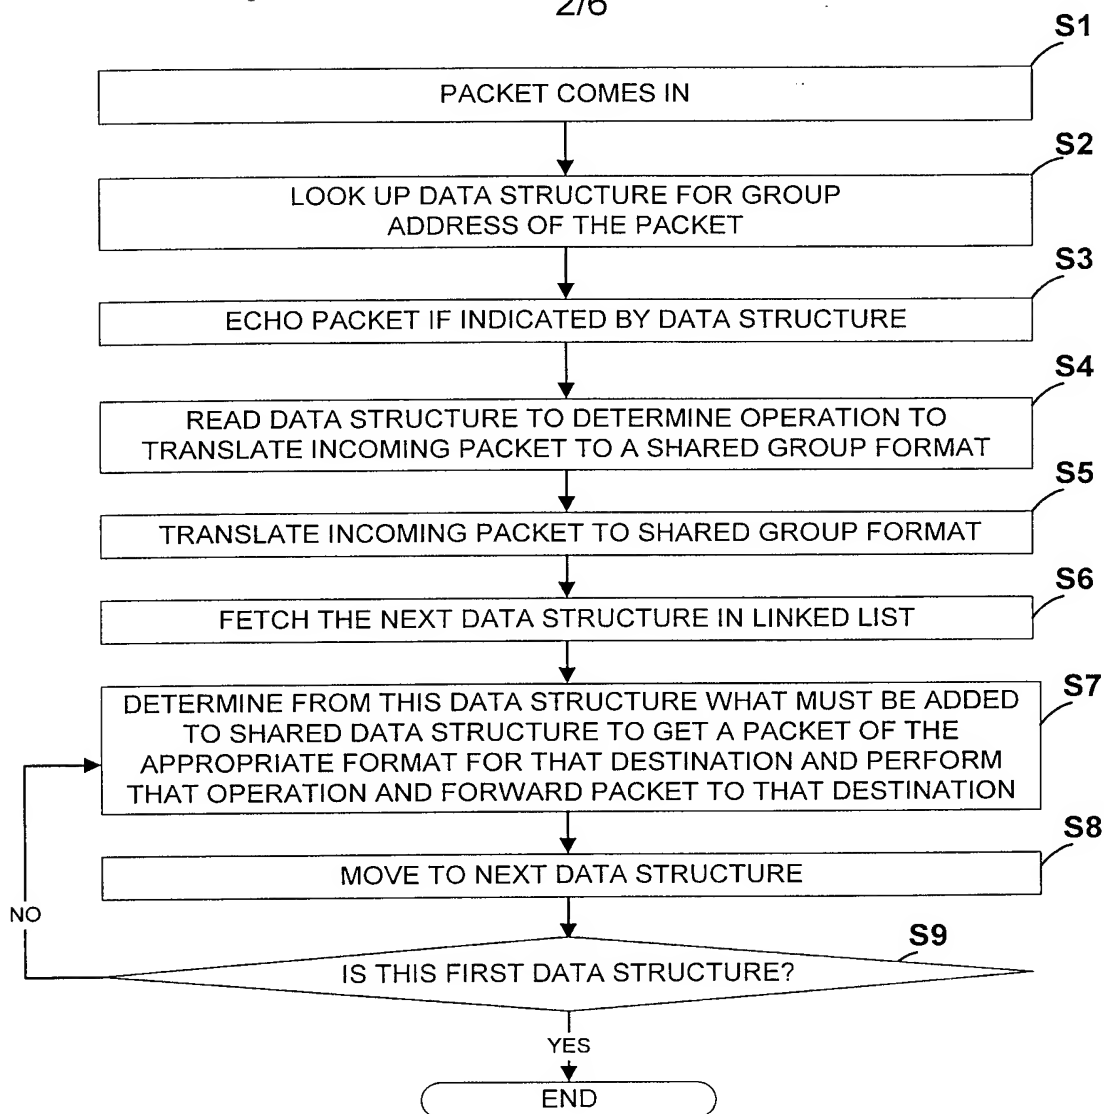 2/6
S1
PACKET COMES IN
S2
LOOK UP DATA STRUCTURE FOR GROUP
ADDRESS OF THE PACKET
S3
ECHO PACKET IF INDICATED BY DATA STRUCTURE
S4
READ DATA STRUCTURE TO DETERMINE OPERATION TO
TRANSLATE INCOMING PACKET TO A SHARED GROUP FORMAT
S5
TRANSLATE INCOMING PACKET TO SHARED GROUP FORMAT
S6
FETCH THE NEXT DATA STRUCTURE IN LINKED LIST
S7
DETERMINE FROM THIS DATA STRUCTURE WHAT MUST BE ADDED
TO SHARED DATA STRUCTURE TO GET A PACKET OF THE
APPROPRIATE FORMAT FOR THAT DESTINATION AND PERFORM
THAT OPERATION AND FORWARD PACKET TO THAT DESTINATION
S8
MOVE TO NEXT DATA STRUCTURE
NO
S9
IS THIS FIRST DATA STRUCTURE?
YES
END